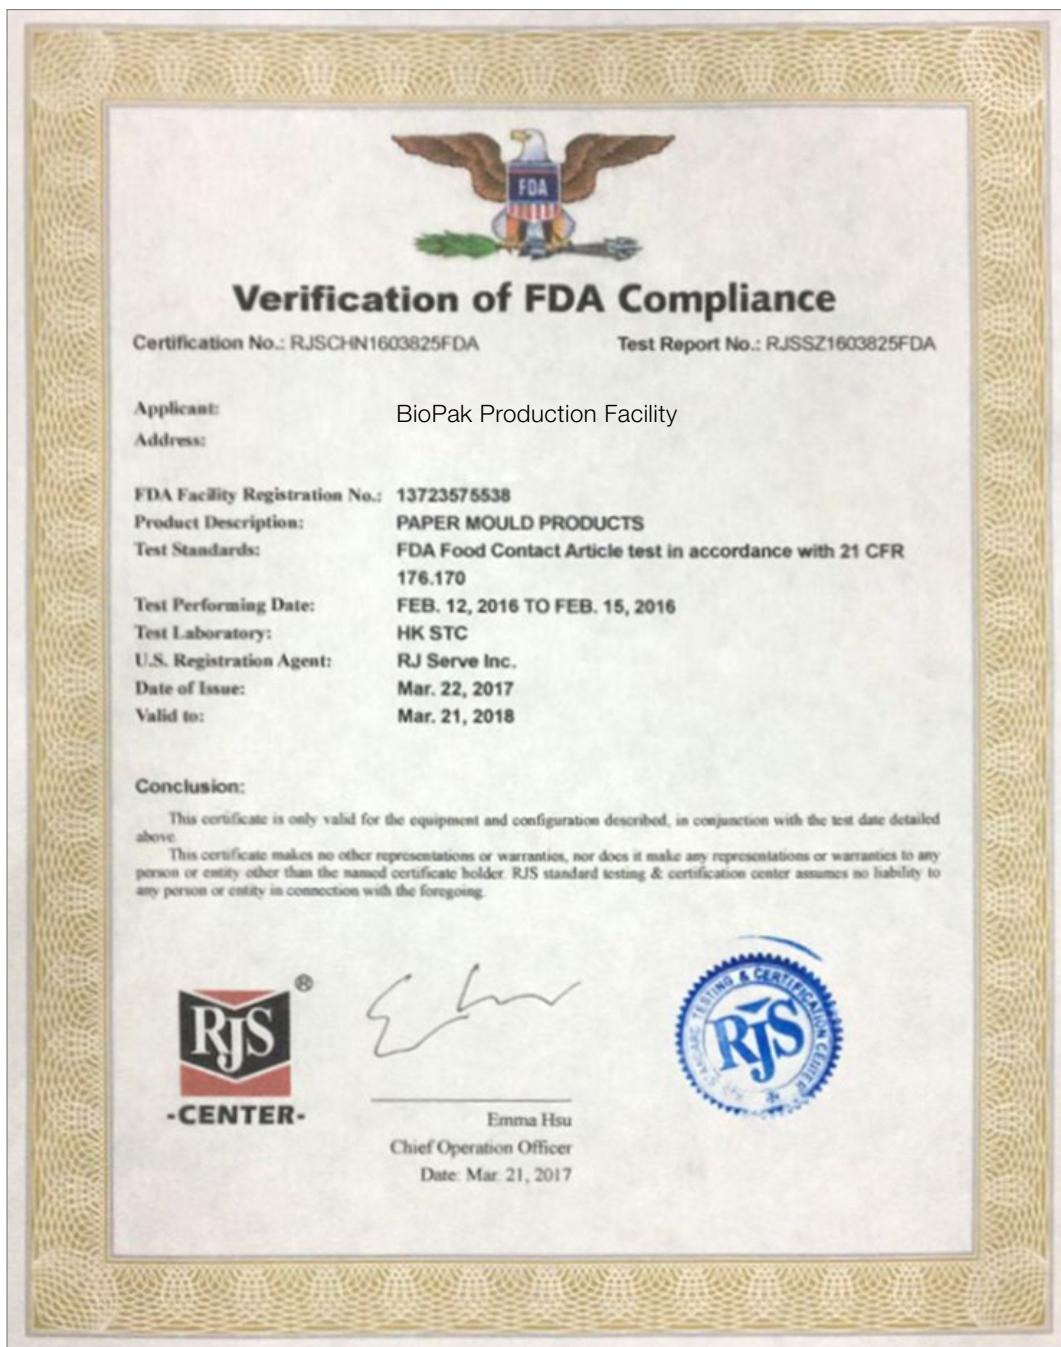 FDA
Verification of FDA Compliance
Certification No.: RJSCHN1603825FDA Test Report No.: RJSSZ1603825FDA
Applicant: BioPak Production Facility
Address:
FDA Facility Registration No.: 13723575538
Product Description: PAPER MOULD PRODUCTS
Test Standards: FDA Food Contact Article test in accordance with 21 CFR
176.170
Test Performing Date: FEB. 12, 2016 TO FEB. 15, 2016
Test Laboratory: HK STC
U.S. Registration Agent: RJ Serve Inc.
Date of Issue: Mar. 22, 2017
Valid to: Mar. 21, 2018
Conclusion:
This certificate is only valid for the equipment and configuration described, in conjunction with the test date detailed
above.
This certificate makes no other representations or warranties, nor does it make any representations or warranties to any
person or entity other than the named certificate holder. RJS standard testing & certification center assumes no liability to
any person or entity in connection with the foregoing.
RJS ®
-CENTER-
Emma Hsu
Chief Operation Officer
Date: Mar. 21, 2017
STANDARD TESTING & CERTIFICATION CENTER
RJS